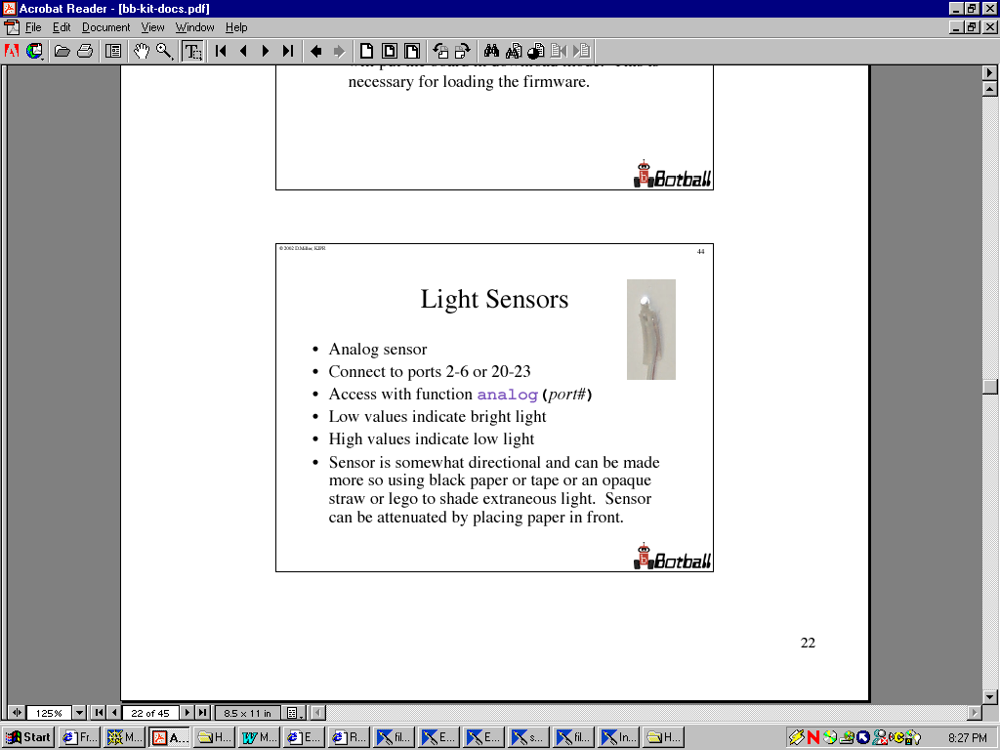 Acrobat Reader - [bb-kit-docs.pdf]
File Edit Document View Window Help
necessary for loading the firmware.
Botball
© 2002 D.Miller, KIPR
44
Light Sensors
• Analog sensor
• Connect to ports 2-6 or 20-23
• Access with function analog(port#)
• Low values indicate bright light
• High values indicate low light
• Sensor is somewhat directional and can be made
more so using black paper or tape or an opaque
straw or lego to shade extraneous light. Sensor
can be attenuated by placing paper in front.
Botball
22
125% 22 of 45 8.5 x 11 in
Start Fr... M... A... H... M... E... R... fil... E... E... s... fil... In... H... 8:27 PM